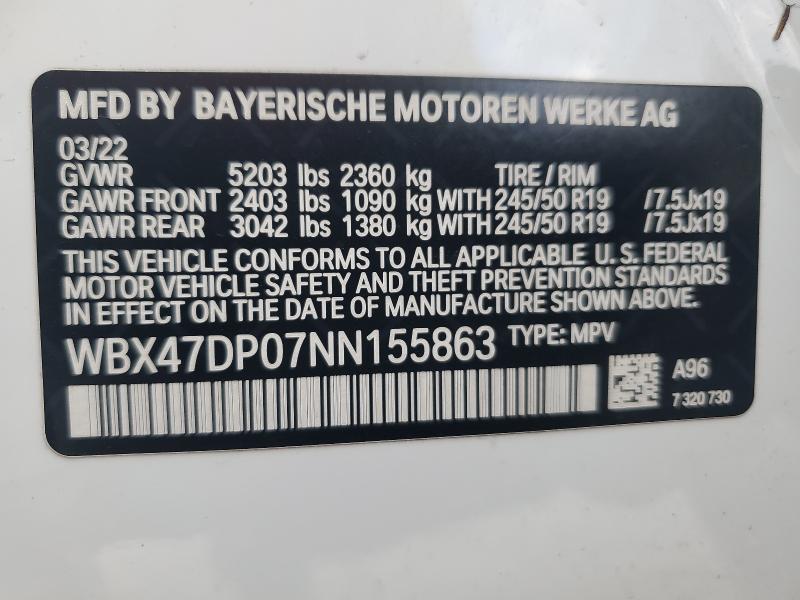 MFD BY BAYERISCHE MOTOREN WERKE AG
03/22
GVWR 5203 lbs 2360 kg TIRE / RIM
GAWR FRONT 2403 lbs 1090 kg WITH 245/50 R19 / 7.5Jx19
GAWR REAR 3042 lbs 1380 kg WITH 245/50 R19 / 7.5Jx19
THIS VEHICLE CONFORMS TO ALL APPLICABLE U. S. FEDERAL
MOTOR VEHICLE SAFETY AND THEFT PREVENTION STANDARDS
IN EFFECT ON THE DATE OF MANUFACTURE SHOWN ABOVE.
WBX47DP07NN155863 TYPE: MPV
A96
7 320 730